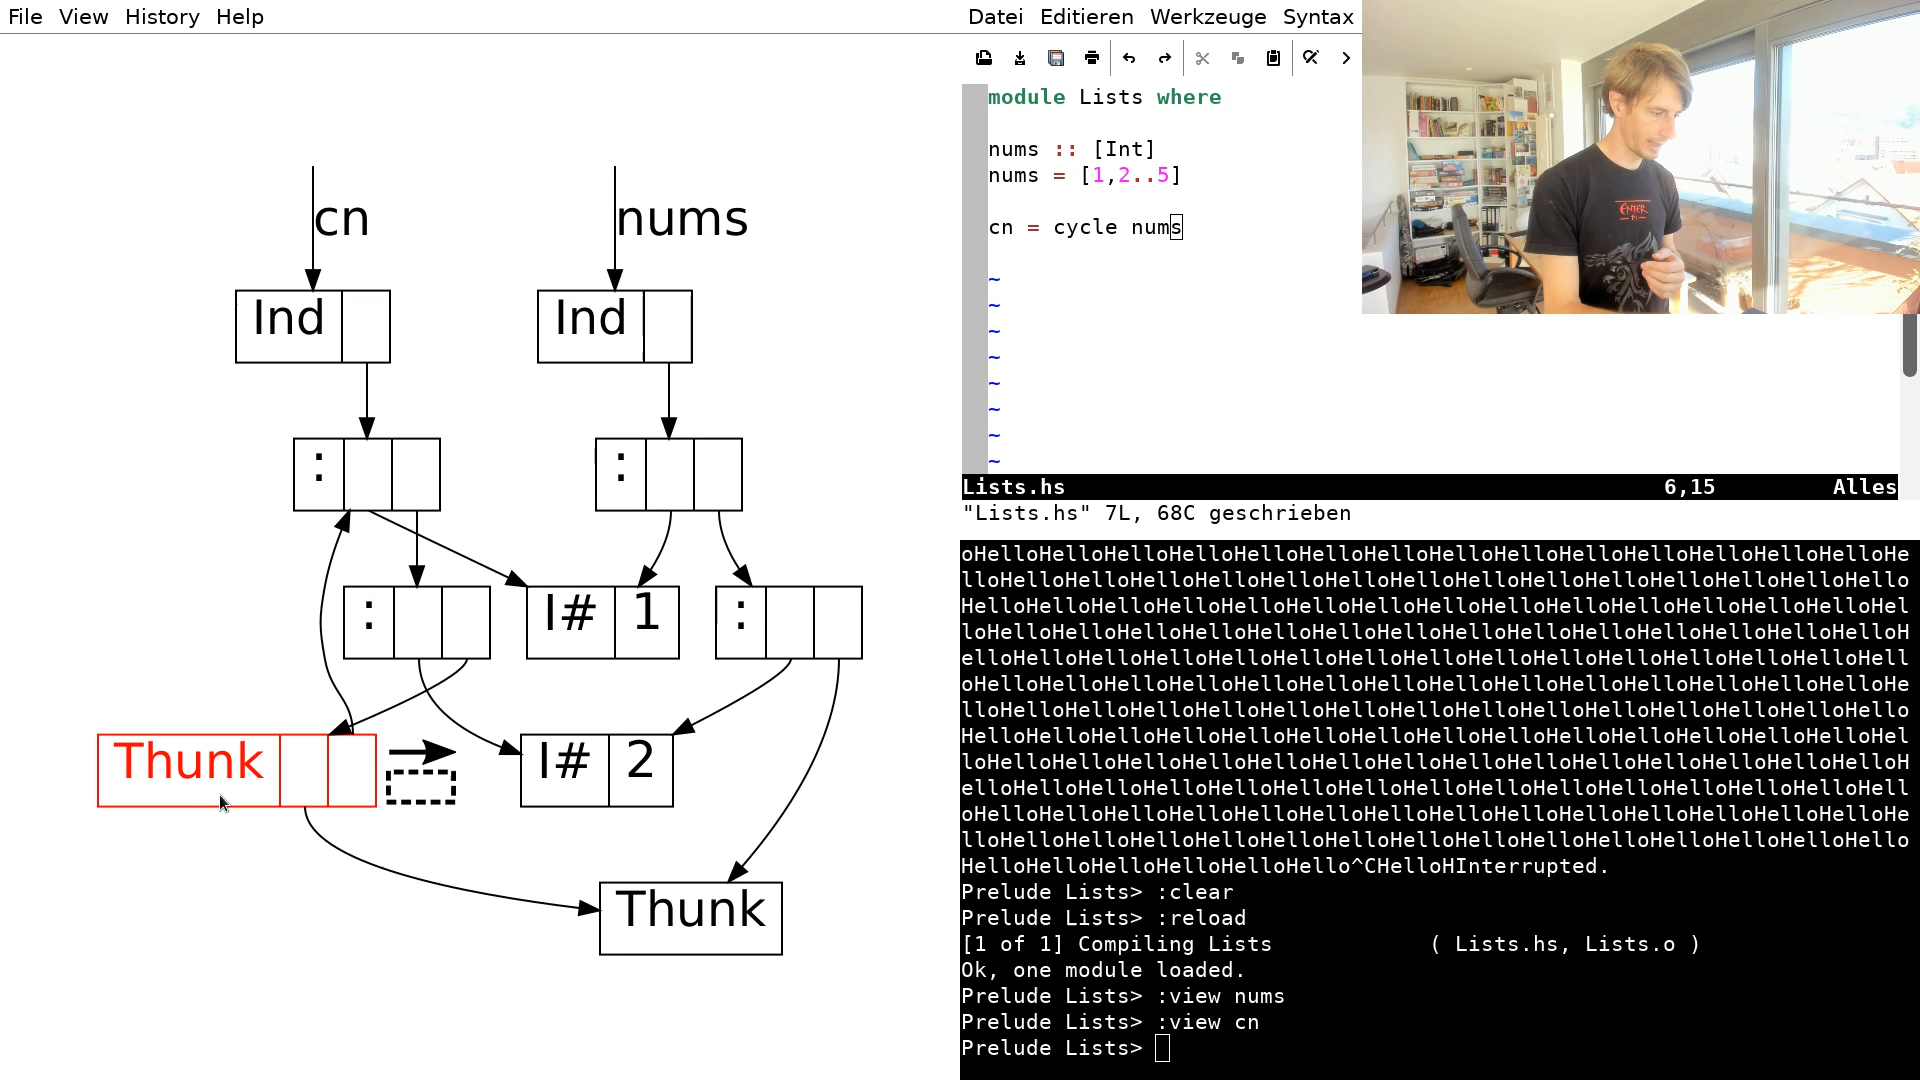 File View History Help
cn
nums
Ind
Ind
:
:
:
I# 1
:
Thunk
I# 2
Thunk
Datei Editieren Werkzeuge Syntax
module Lists where
nums :: [Int]
nums = [1,2..5]
cn = cycle nums
~
~
~
~
~
~
~
~
Lists.hs 6,15 Alles
"Lists.hs" 7L, 68C geschrieben
ENTER
oHelloHelloHelloHelloHelloHelloHelloHelloHelloHelloHelloHelloHelloHelloHe
lloHelloHelloHelloHelloHelloHelloHelloHelloHelloHelloHelloHelloHelloHello
HelloHelloHelloHelloHelloHelloHelloHelloHelloHelloHelloHelloHelloHelloHel
loHelloHelloHelloHelloHelloHelloHelloHelloHelloHelloHelloHelloHelloHelloH
elloHelloHelloHelloHelloHelloHelloHelloHelloHelloHelloHelloHelloHelloHell
oHelloHelloHelloHelloHelloHelloHelloHelloHelloHelloHelloHelloHelloHelloHe
lloHelloHelloHelloHelloHelloHelloHelloHelloHelloHelloHelloHelloHelloHello
HelloHelloHelloHelloHelloHelloHelloHelloHelloHelloHelloHelloHelloHelloHel
loHelloHelloHelloHelloHelloHelloHelloHelloHelloHelloHelloHelloHelloHelloH
elloHelloHelloHelloHelloHelloHelloHelloHelloHelloHelloHelloHelloHelloHell
oHelloHelloHelloHelloHelloHelloHelloHelloHelloHelloHelloHelloHelloHelloHe
lloHelloHelloHelloHelloHelloHelloHelloHelloHelloHelloHelloHelloHelloHello
HelloHelloHelloHelloHelloHello^CHelloHInterrupted.
Prelude Lists> :clear
Prelude Lists> :reload
[1 of 1] Compiling Lists ( Lists.hs, Lists.o )
Ok, one module loaded.
Prelude Lists> :view nums
Prelude Lists> :view cn
Prelude Lists>